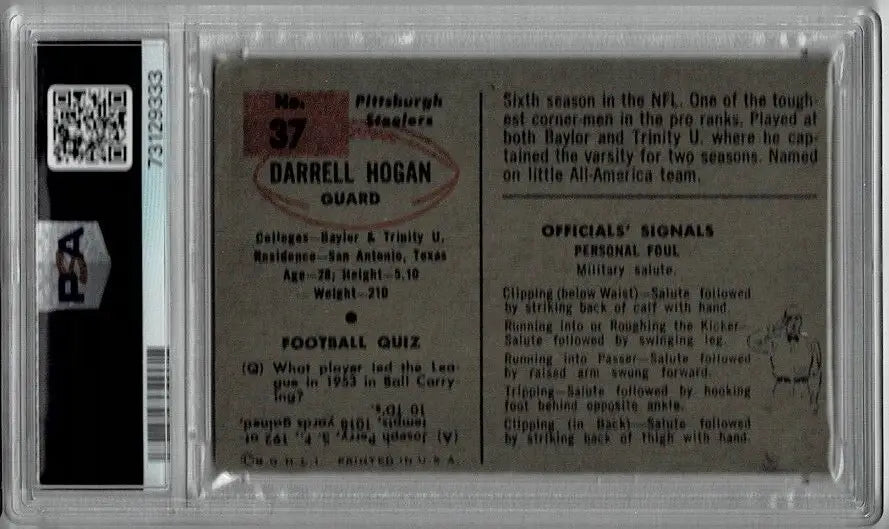 73129333
PSA
No.
37
Pittsburgh
Steelers
DARRELL HOGAN
GUARD
Colleges—Baylor & Trinity U.
Residence—San Antonio, Texas
Age—28; Height—5.10
Weight—210
FOOTBALL QUIZ
(Q) What player led the Lea-
gue in 1953 in Ball Carry-
ing?
(A) Joseph Perry, S. F., 192 at-
tempts, 1018 yards gained,
10 TD's.
© B. G. H. L. I. PRINTED IN U. S. A.
Sixth season in the NFL. One of the tough-
est corner-men in the pro ranks. Played at
both Baylor and Trinity U. where he cap-
tained the varsity for two seasons. Named
on little All-America team.
OFFICIALS' SIGNALS
PERSONAL FOUL
Military salute.
Clipping (below Waist)—Salute followed
by striking back of calf with hand.
Running into or Roughing the Kicker—
Salute followed by swinging leg.
Running into Passer—Salute followed
by raised arm swung forward.
Tripping—Salute followed by hooking
foot behind opposite ankle.
Clipping (in Back)—Salute followed
by striking back of thigh with hand.